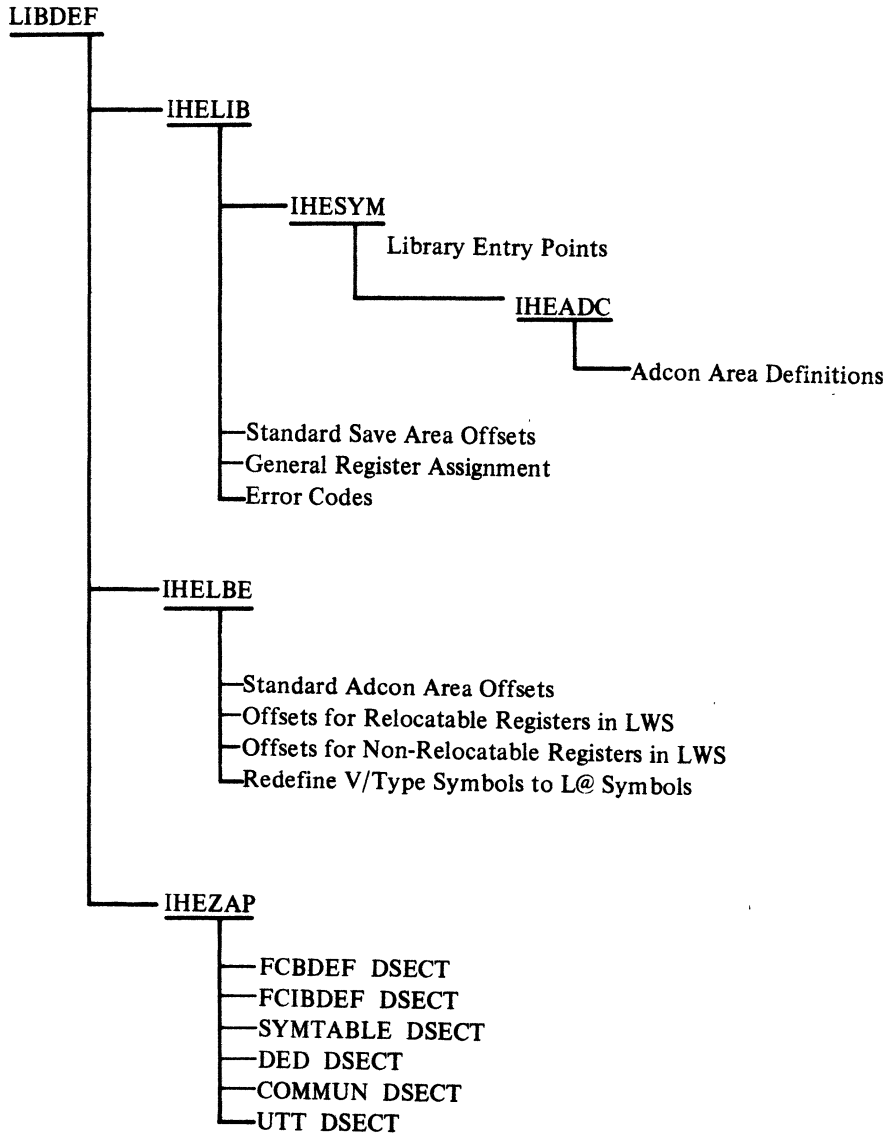 LIBDEF
IHELIB
IHESYM
Library Entry Points
IHEADC
Adcon Area Definitions
Standard Save Area Offsets
General Register Assignment
Error Codes
IHELBE
Standard Adcon Area Offsets
Offsets for Relocatable Registers in LWS
Offsets for Non-Relocatable Registers in LWS
Redefine V/Type Symbols to L@ Symbols
IHEZAP
FCBDEF DSECT
FCIBDEF DSECT
SYMTABLE DSECT
DED DSECT
COMMUN DSECT
UTT DSECT